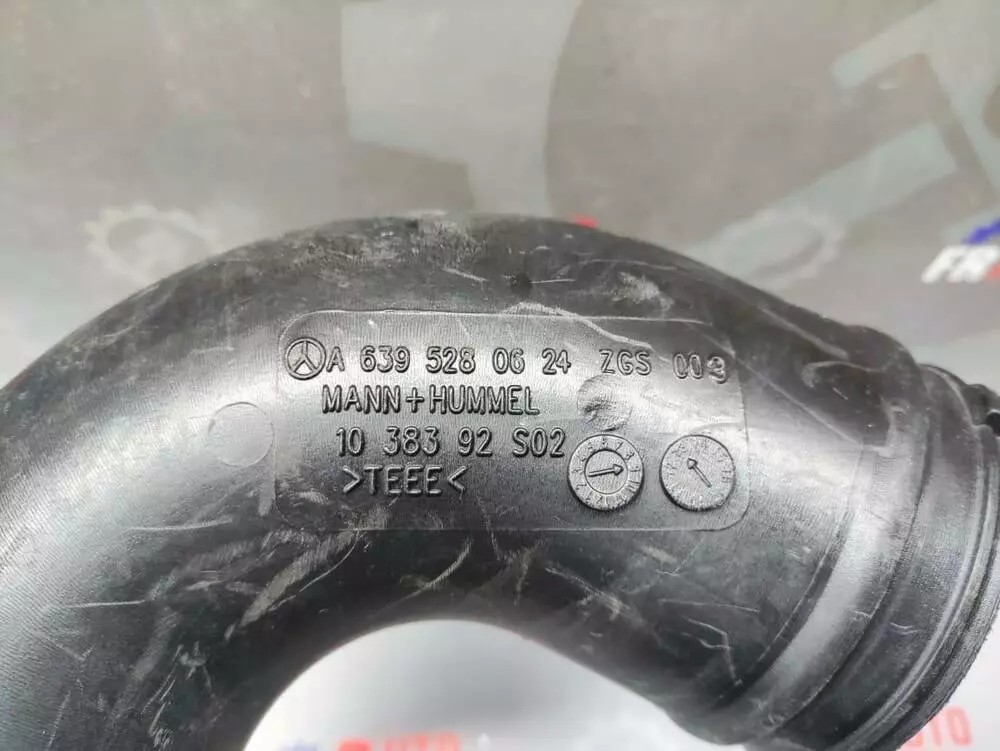 A 639 528 06 24 ZGS 003
MANN+HUMMEL
10 383 92 S02
>TEEE<